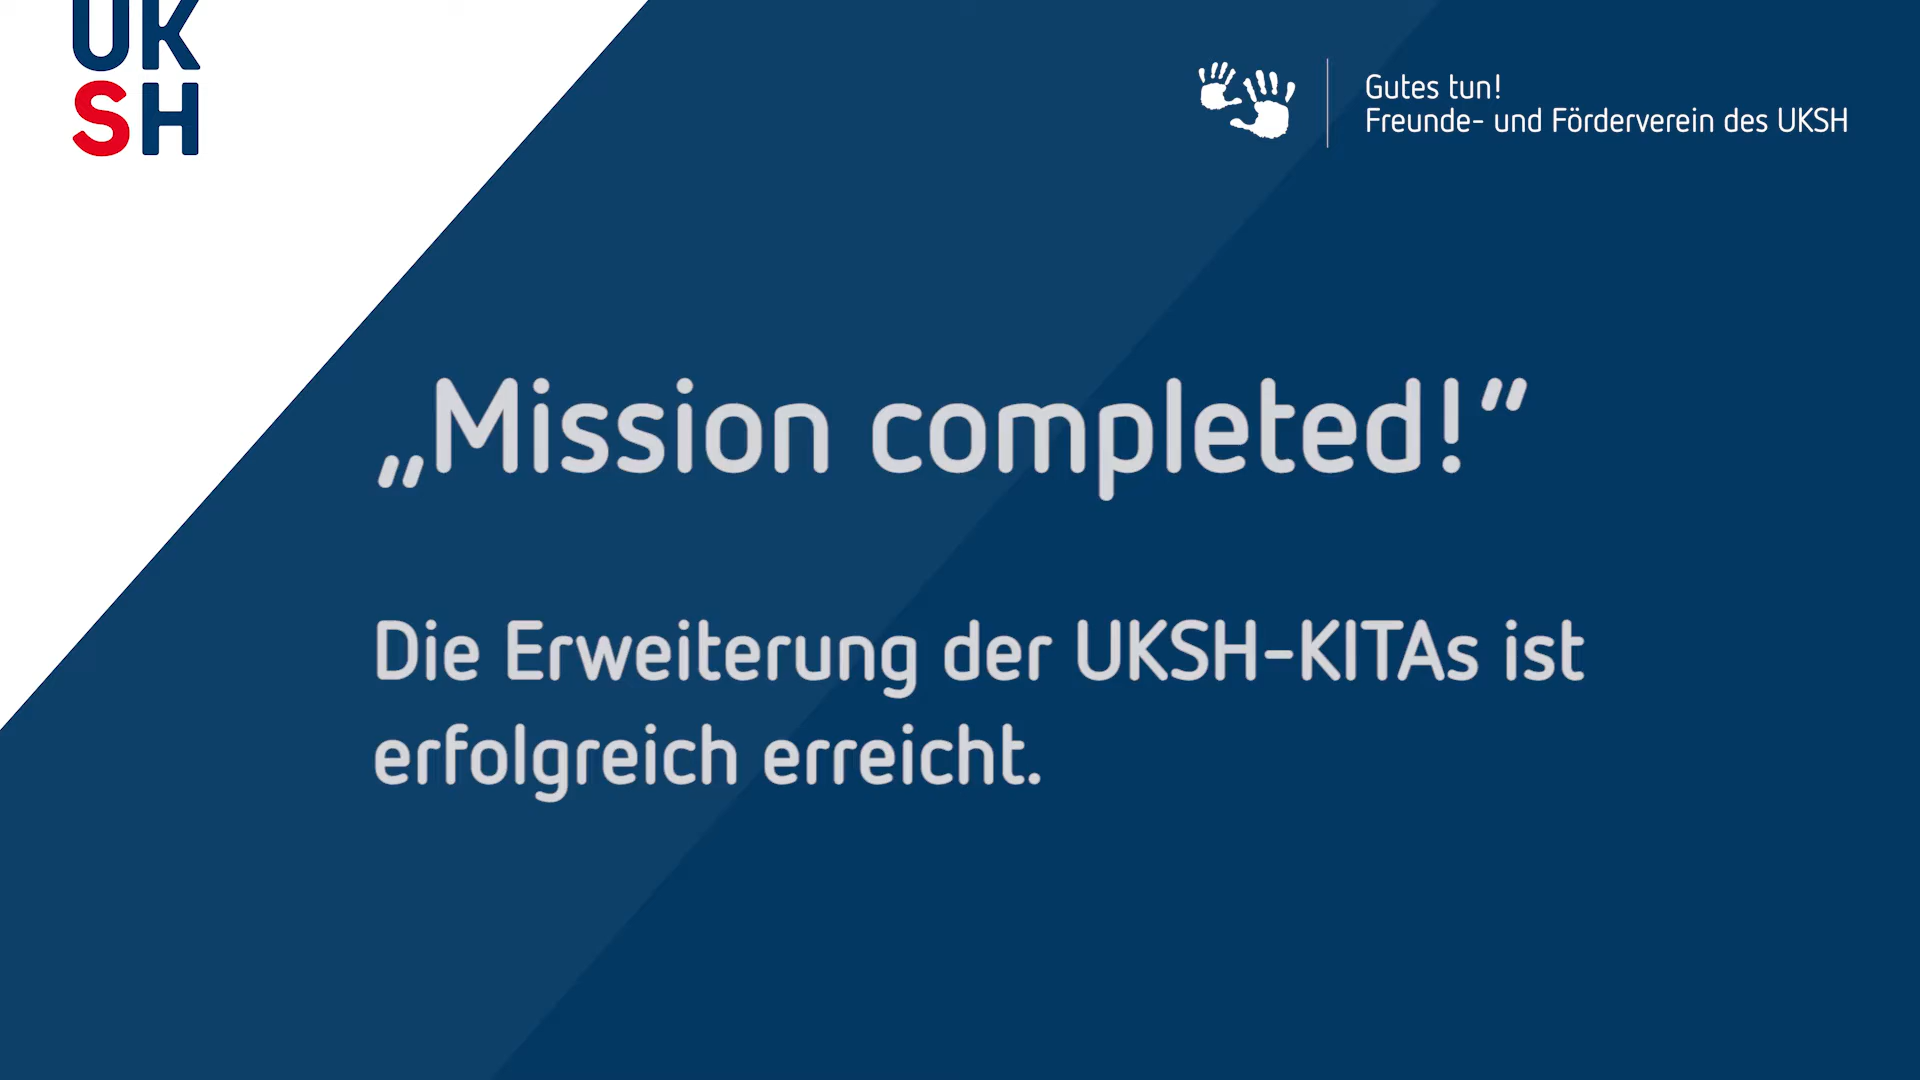 UK
SH
Gutes tun!
Freunde- und Förderverein des UKSH
„Mission completed!“
Die Erweiterung der UKSH-KITAs ist
erfolgreich erreicht.